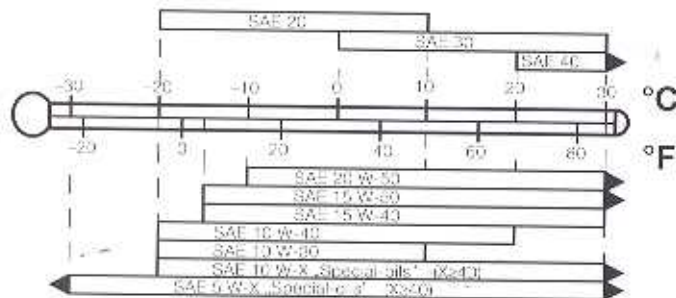 SAE 20
SAE 30
SAE 40
-30 -20 -10 0 10 20 30 °C
-20 0 20 40 60 80 °F
SAE 20 W-50
SAE 15 W-50
SAE 15 W-40
SAE 10 W-40
SAE 10 W-30
SAE 10 W-X „Special-oils" (X≥40)
SAE 5 W-X „Special-oils" (X≥40)